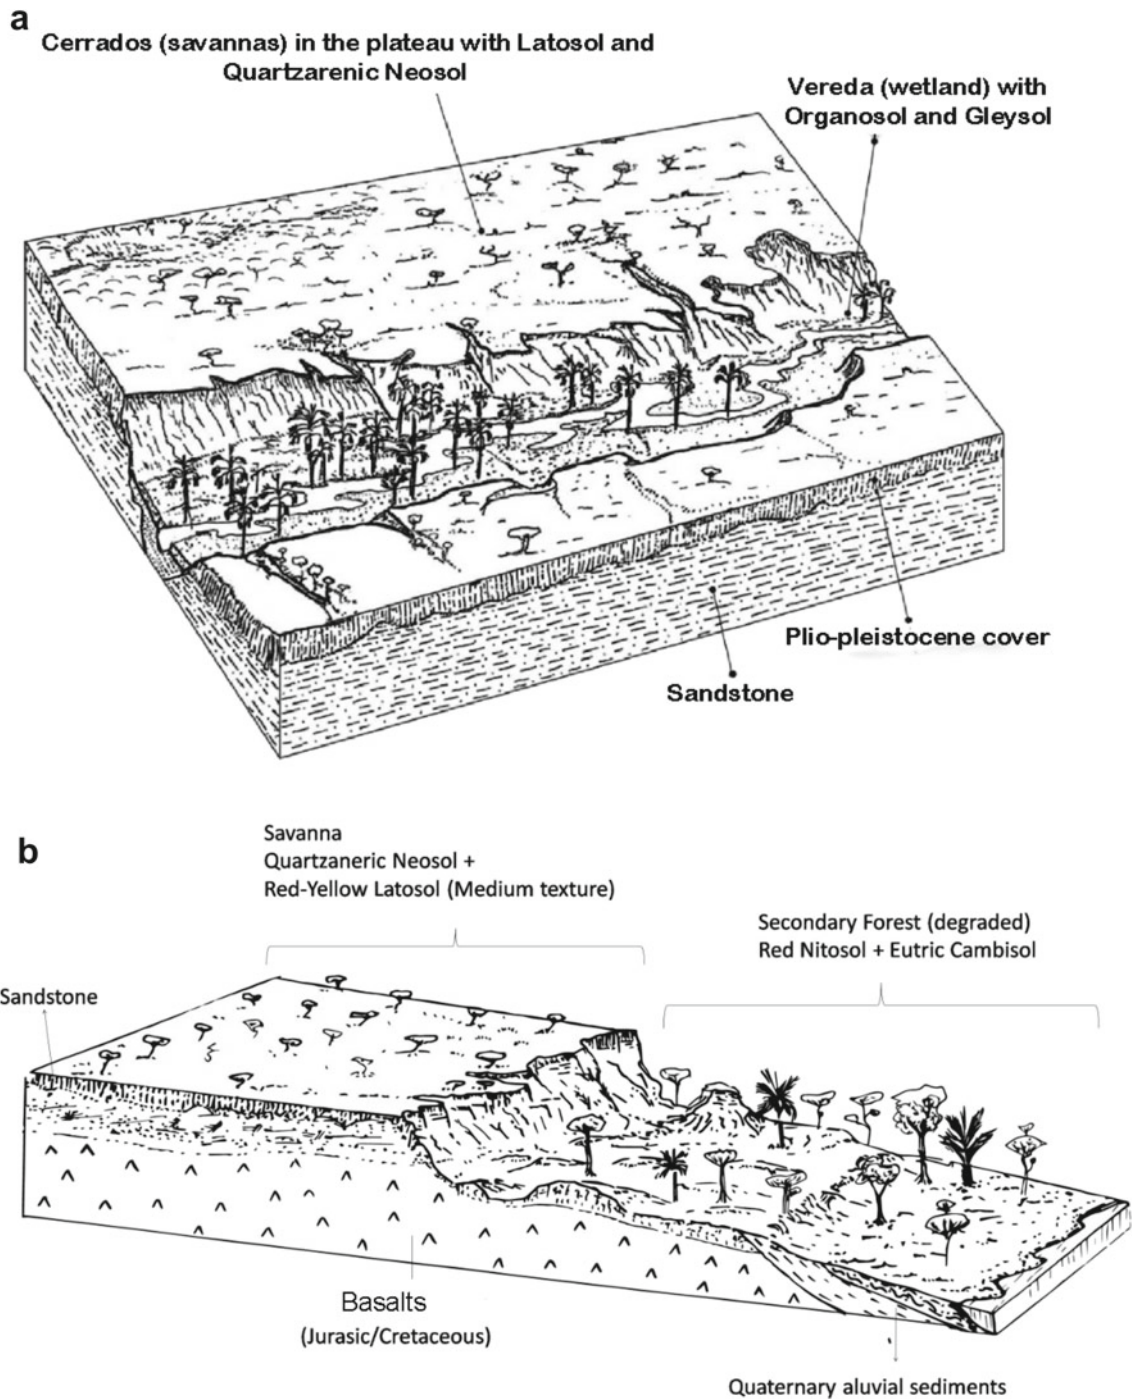 a
Cerrados (savannas) in the plateau with Latosol and
Quartzarenic Neosol
Vereda (wetland) with
Organosol and Gleysol
Plio-pleistocene cover
Sandstone
b
Savanna
Quartzaneric Neosol +
Red-Yellow Latosol (Medium texture)
Secondary Forest (degraded)
Red Nitosol + Eutric Cambisol
Sandstone
Basalts
(Jurasic/Cretaceous)
Quaternary aluvial sediments